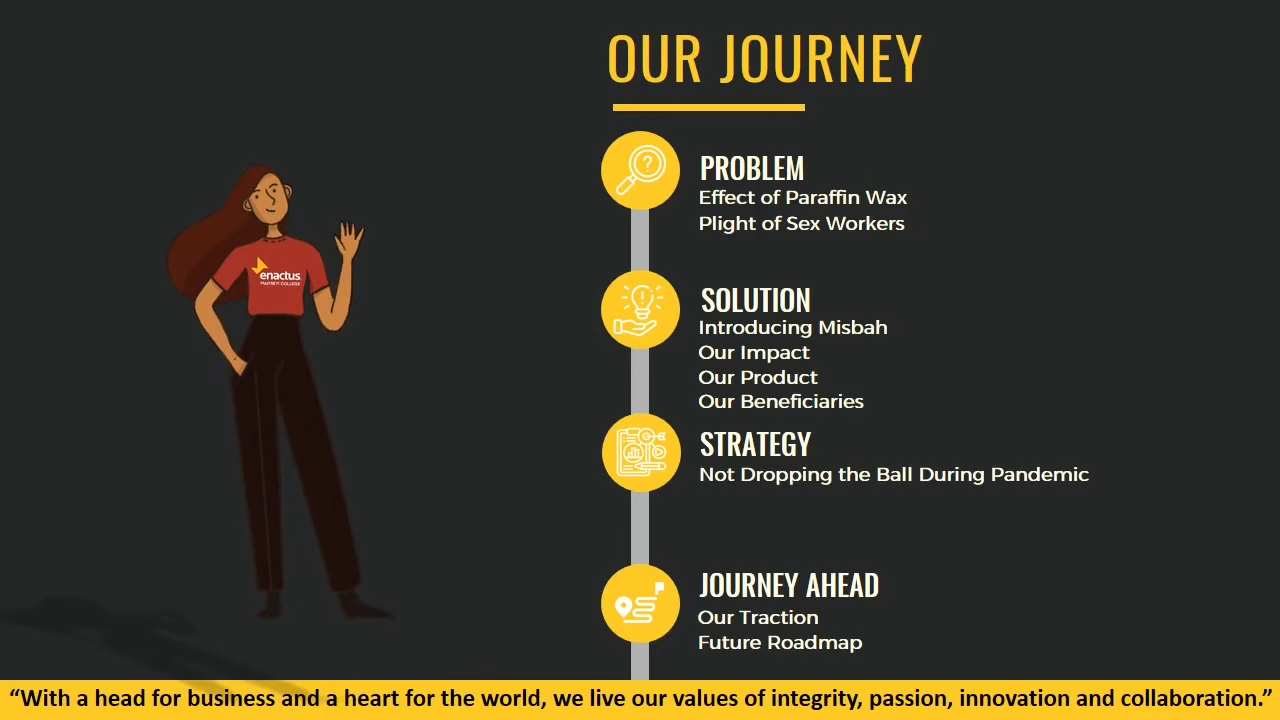 OUR JOURNEY
PROBLEM
Effect of Paraffin Wax
Plight of Sex Workers
SOLUTION
Introducing Misbah
Our Impact
Our Product
Our Beneficiaries
STRATEGY
Not Dropping the Ball During Pandemic
JOURNEY AHEAD
Our Traction
Future Roadmap
enactus
MAITREYI COLLEGE
“With a head for business and a heart for the world, we live our values of integrity, passion, innovation and collaboration.”